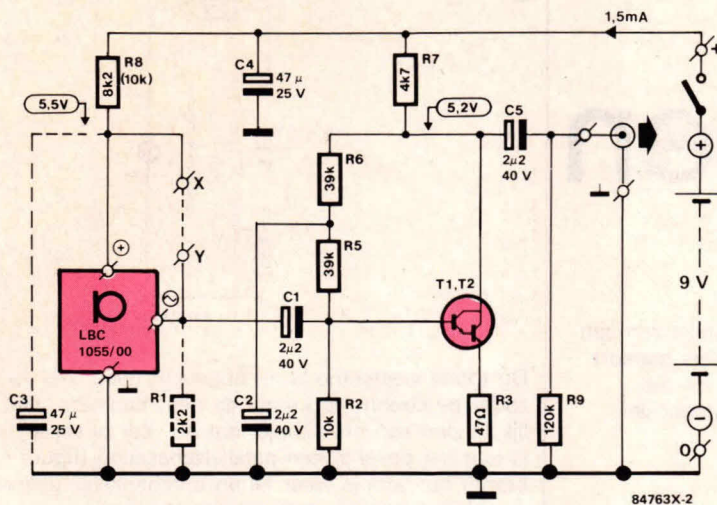 1,5mA
R8
8k2
(10k)
C4
47 µ
25 V
R7
4k7
+
5,5V
5,2V
C5
2µ2
40 V
R6
39k
X
Y
R5
39k
+
⊥
9 V
+
LBC
1055/00
C1
2µ2
40 V
T1,T2
C3
47 µ
25 V
⊥
R1
2k2
C2
2µ2
40 V
R2
10k
R3
47Ω
R9
120k
−
0
84763X-2